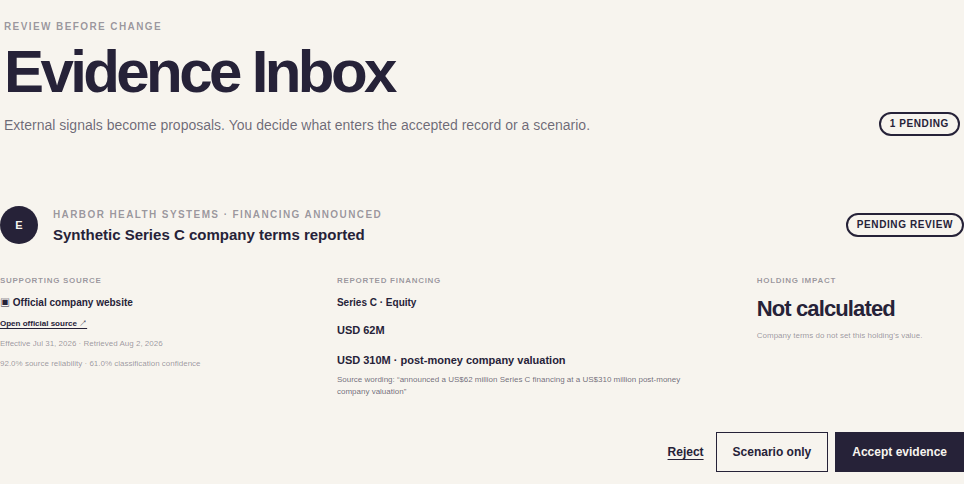 REVIEW BEFORE CHANGE
Evidence Inbox
External signals become proposals. You decide what enters the accepted record or a scenario.
1 PENDING
E
HARBOR HEALTH SYSTEMS · FINANCING ANNOUNCED
Synthetic Series C company terms reported
PENDING REVIEW
SUPPORTING SOURCE
▣ Official company website
Open official source ↗
Effective Jul 31, 2026 · Retrieved Aug 2, 2026
92.0% source reliability · 61.0% classification confidence
REPORTED FINANCING
Series C · Equity
USD 62M
USD 310M · post-money company valuation
Source wording: “announced a US$62 million Series C financing at a US$310 million post-money
company valuation”
HOLDING IMPACT
Not calculated
Company terms do not set this holding's value.
Reject
Scenario only
Accept evidence